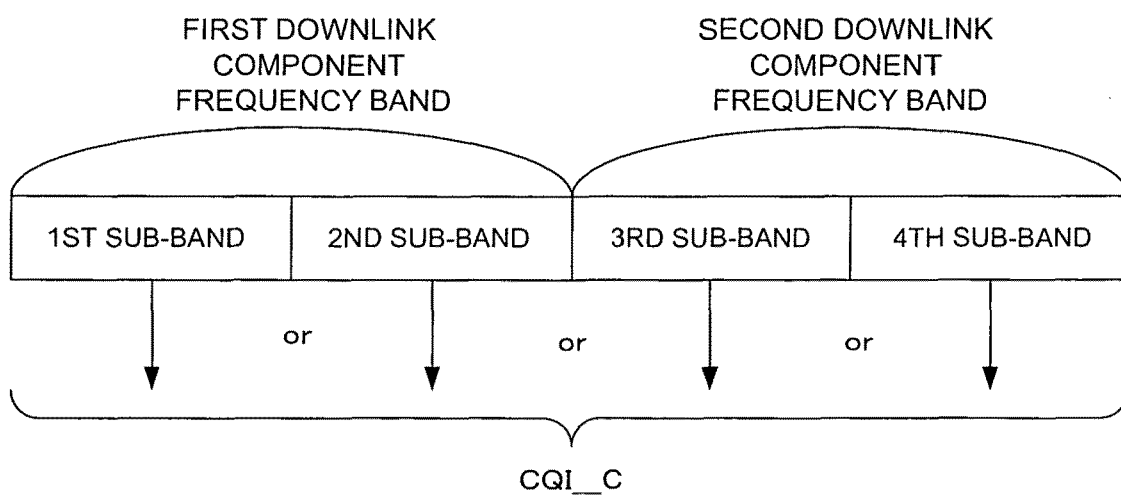 FIRST DOWNLINK
COMPONENT
FREQUENCY BAND
SECOND DOWNLINK
COMPONENT
FREQUENCY BAND
1ST SUB-BAND
2ND SUB-BAND
3RD SUB-BAND
4TH SUB-BAND
or
or
or
CQI__C